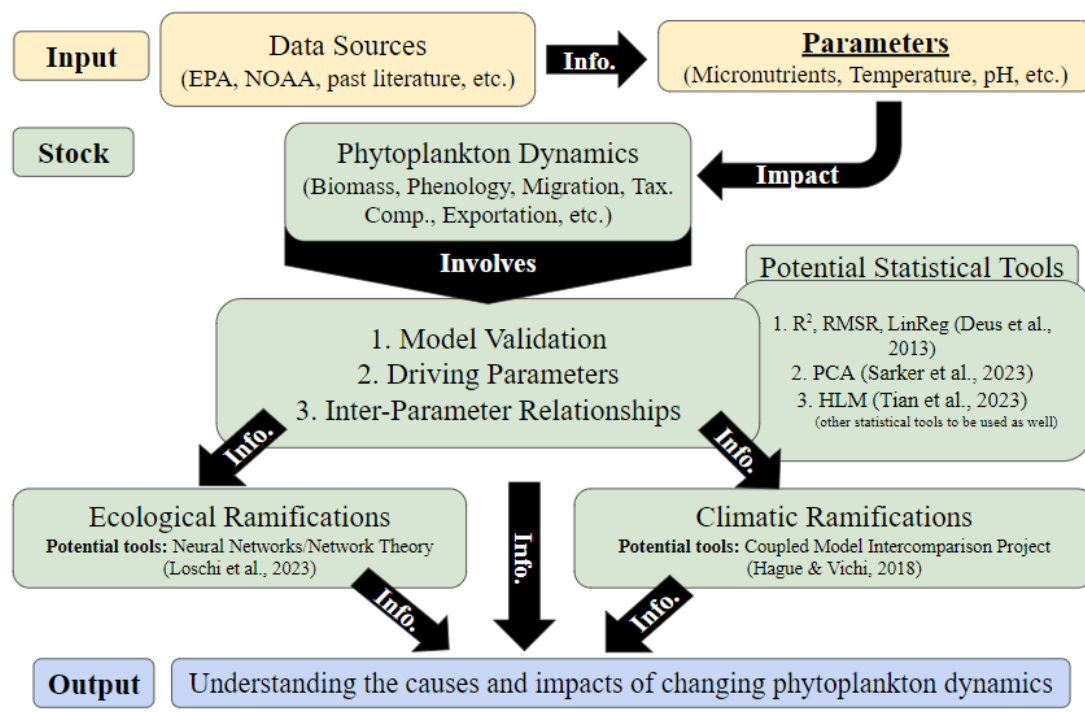 Input
Data Sources
(EPA, NOAA, past literature, etc.)
Info.
Parameters
(Micronutrients, Temperature, pH, etc.)
Stock
Phytoplankton Dynamics
(Biomass, Phenology, Migration, Tax.
Comp., Exportation, etc.)
Impact
Involves
Potential Statistical Tools
1. R², RMSR, LinReg (Deus et al.,
2013)
2. PCA (Sarker et al., 2023)
3. HLM (Tian et al., 2023)
(other statistical tools to be used as well)
1. Model Validation
2. Driving Parameters
3. Inter-Parameter Relationships
Info.
Info.
Ecological Ramifications
Potential tools: Neural Networks/Network Theory
(Loschi et al., 2023)
Info.
Climatic Ramifications
Potential tools: Coupled Model Intercomparison Project
(Hague & Vichi, 2018)
Info.
Info.
Output
Understanding the causes and impacts of changing phytoplankton dynamics